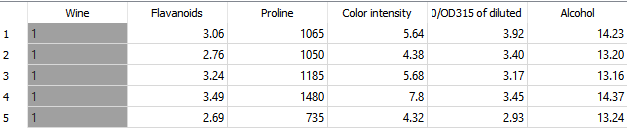 Wine Flavanoids Proline Color intensity 0/OD315 of diluted Alcohol
1 1 3.06 1065 5.64 3.92 14.23
2 1 2.76 1050 4.38 3.40 13.20
3 1 3.24 1185 5.68 3.17 13.16
4 1 3.49 1480 7.8 3.45 14.37
5 1 2.69 735 4.32 2.93 13.24